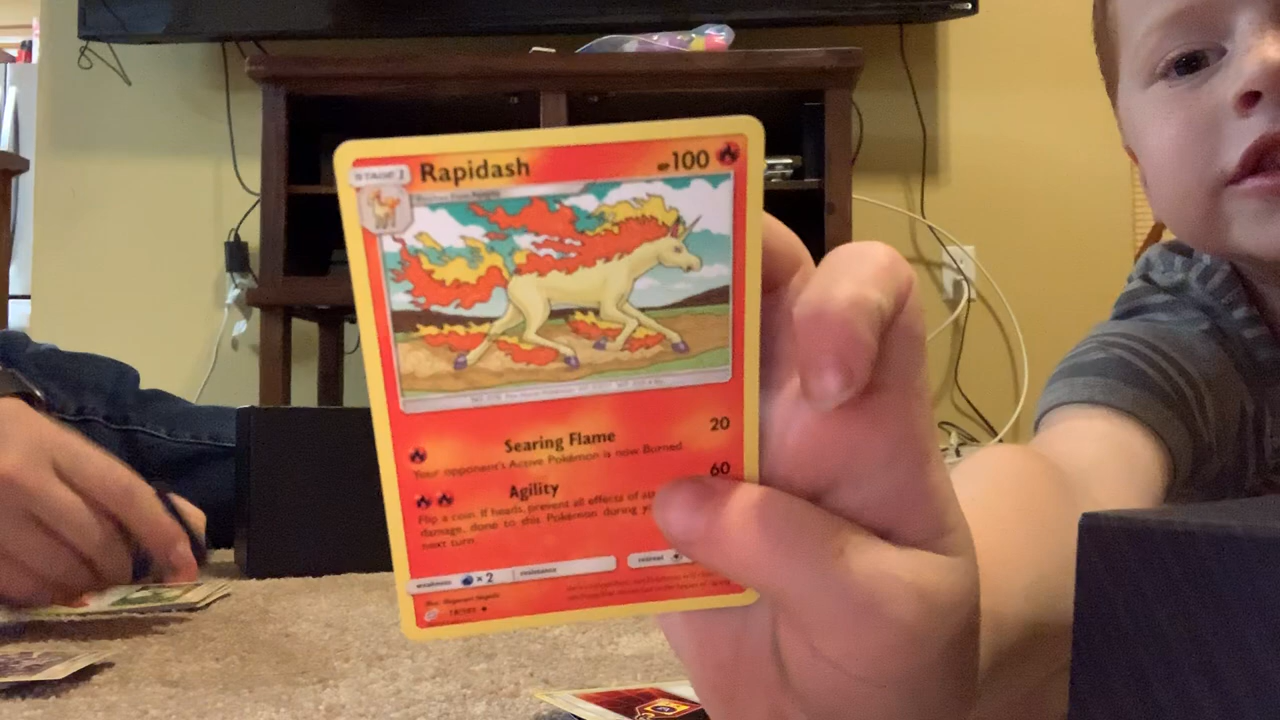 STAGE 1
Rapidash
HP 100
Searing Flame 20
Your opponent's Active Pokémon is now Burned.
Agility 60
Flip a coin. If heads, prevent all effects of
damage, done to this Pokémon during
next turn.
weakness ×2 resistance
retreat